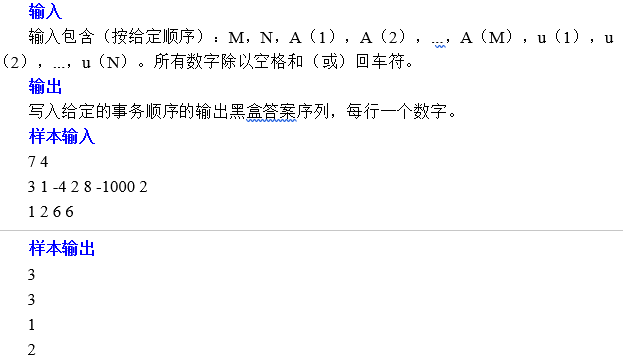 输入
输入包含（按给定顺序）：M，N，A（1），A（2），...，A（M），u（1），u
（2），...，u（N）。所有数字除以空格和（或）回车符。
输出
写入给定的事务顺序的输出黑盒答案序列，每行一个数字。
样本输入
7 4
3 1 -4 2 8 -1000 2
1 2 6 6
样本输出
3
3
1
2